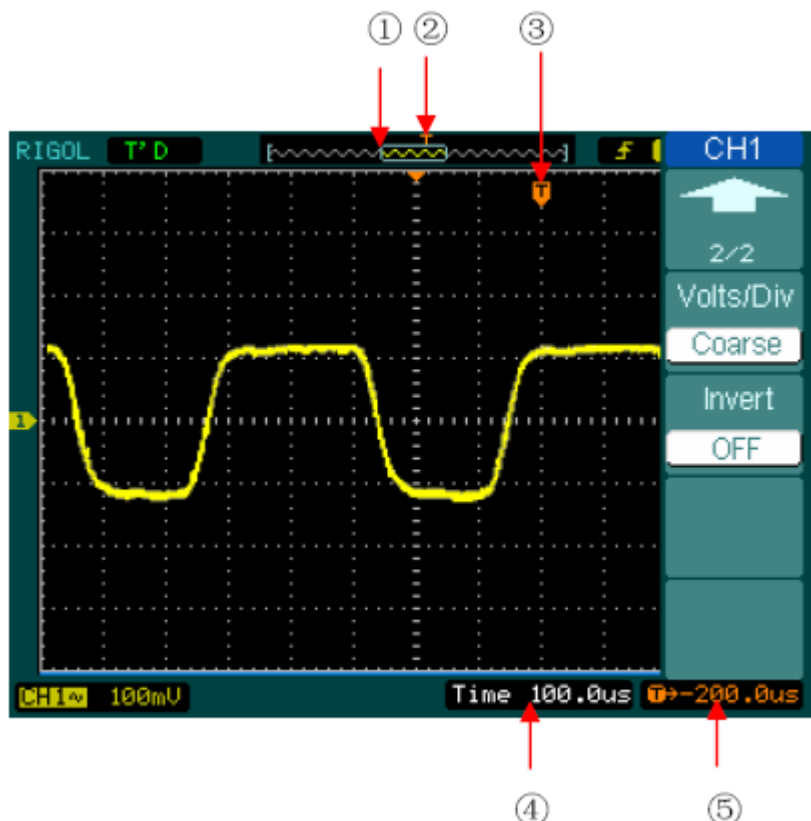 ① ② ③
RIGOL T'D T CH1
T 2/2
Volts/Div
Coarse
1 Invert
OFF
CH1~ 100mV Time 100.0us T→-200.0us
④ ⑤